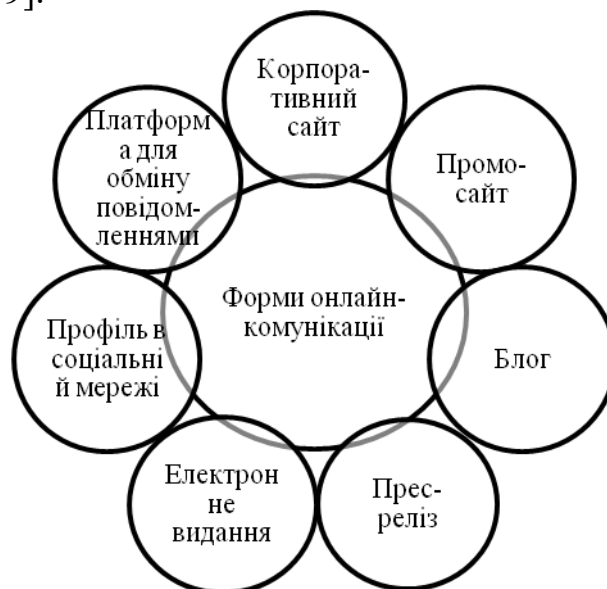 9].
Корпора-
тивний
сайт
Промо-
сайт
Блог
Прес-
реліз
Електрон
не
видання
Профіль в
соціальні
й мережі
Платформ
а для
обміну
повідом-
леннями
Форми онлайн-
комунікації